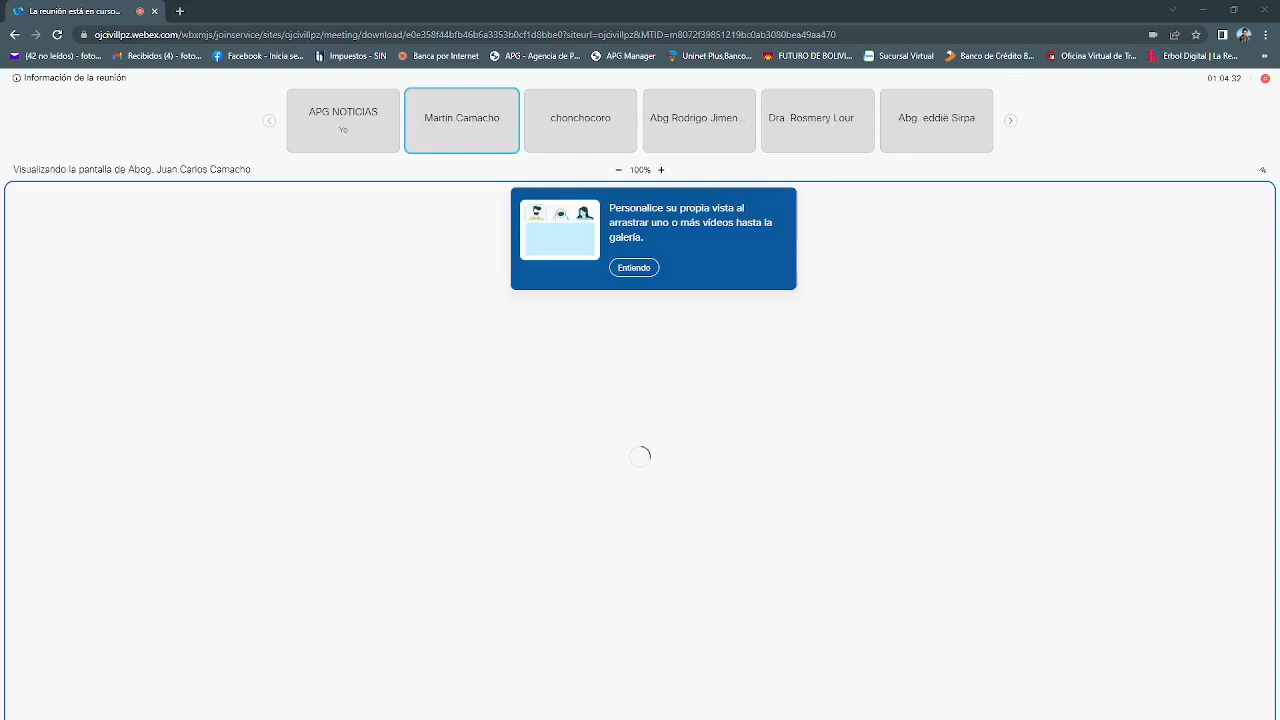 La reunión está en curso...
ojcivillpz.webex.com/wbxmjs/joinservice/sites/ojcivillpz/meeting/download/e0e358f44bfb46b6a3353b0cf1d8bbe0?siteurl=ojcivillpz&MTID=m8072f39851219bc0ab3080bea49aa470
(42 no leídos) - foto...
Recibidos (4) - foto...
Facebook - Inicia se...
Impuestos - SIN
Banca por Internet
APG - Agencia de P...
APG Manager
Uninet Plus,Banco...
FUTURO DE BOLIVI...
Sucursal Virtual
Banco de Crédito B...
Oficina Virtual de Tr...
Erbol Digital | La Re...
Información de la reunión
01:04:32
APG NOTICIAS
Yo
Martin Camacho
chonchocoro
Abg Rodrigo Jimen...
Dra. Rosmery Lour
Abg. eddie Sirpa
Visualizando la pantalla de Abog. Juan Carlos Camacho
100%
Personalice su propia vista al
arrastrar uno o más vídeos hasta la
galería.
Entiendo